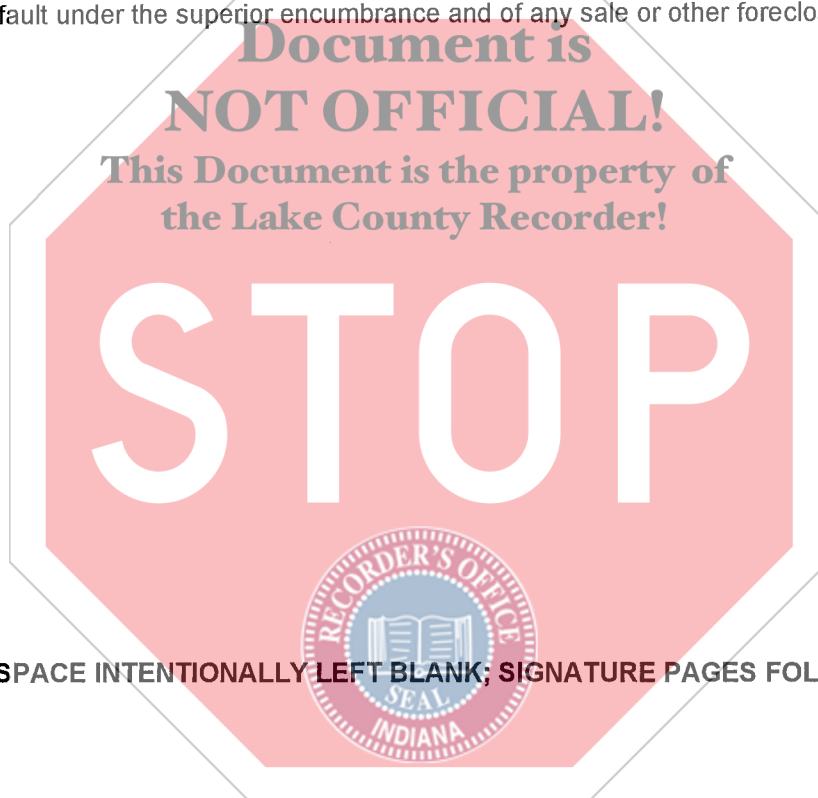 fault under the superior encumbrance and of any sale or other foreclo
Document is
NOT OFFICIAL!
This Document is the property of
the Lake County Recorder!
STOP
RECORDER'S OFFICE
SPACE INTENTIONALLY LEFT BLANK; SIGNATURE PAGES FOL
SEAL
INDIANA